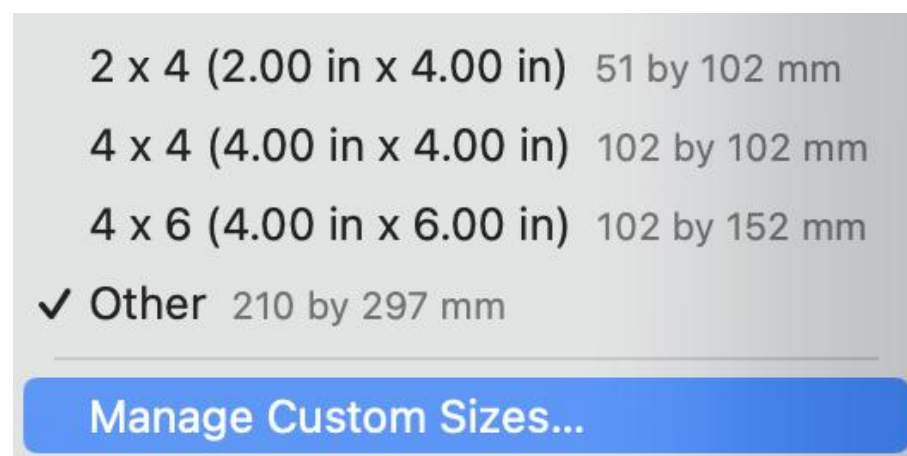 2 x 4 (2.00 in x 4.00 in) 51 by 102 mm
4 x 4 (4.00 in x 4.00 in) 102 by 102 mm
4 x 6 (4.00 in x 6.00 in) 102 by 152 mm
✓ Other 210 by 297 mm
Manage Custom Sizes...